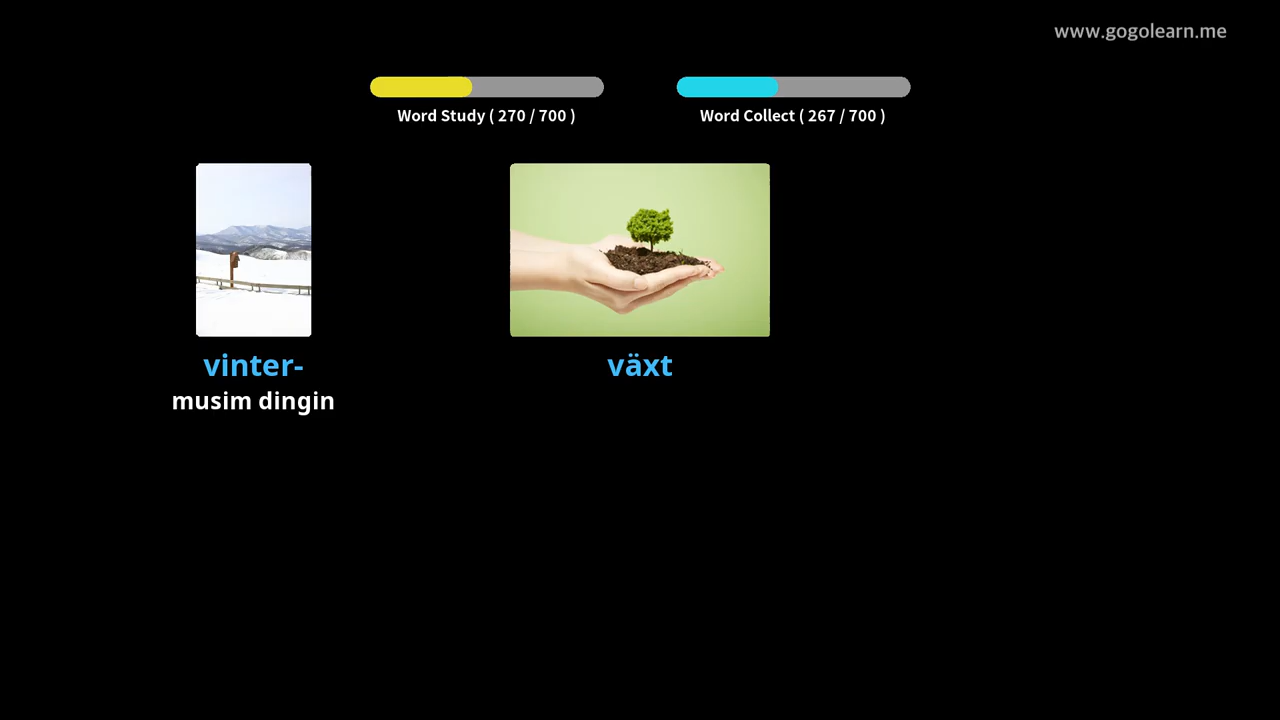 www.gogolearn.me
Word Study ( 270 / 700 )
Word Collect ( 267 / 700 )
vinter-
musim dingin
växt